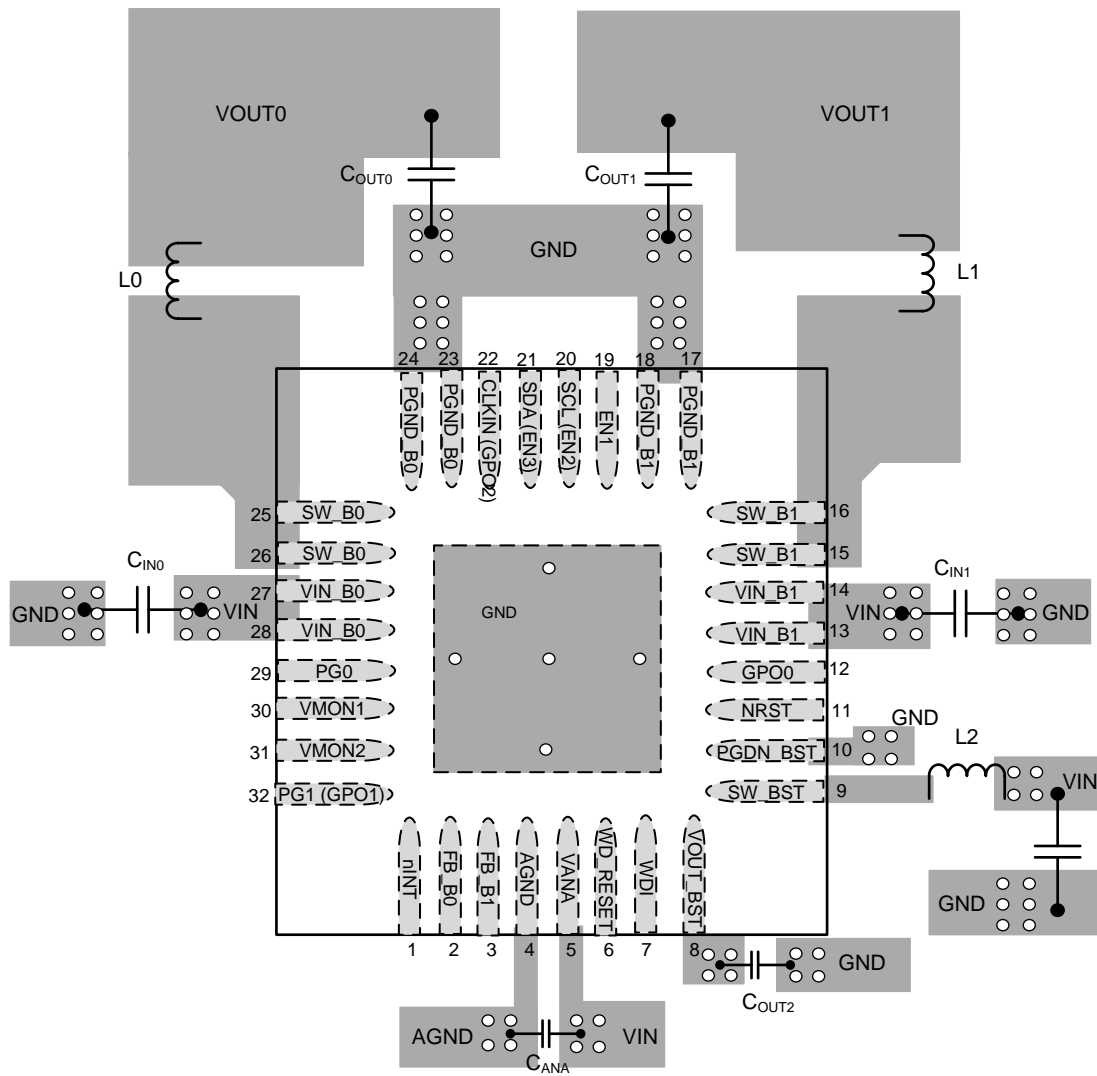 VOUT0
VOUT1
COUT0
COUT1
GND
L0
L1
24
23
22
21
20
19
18
17
PGND_B0
PGND_B0
CLKIN (GPO2)
SDA (EN3)
SCL (EN2)
EN1
PGND_B1
PGND_B1
25 SW_B0
SW_B1 16
26 SW_B0
SW_B1 15
CIN0
CIN1
27 VIN_B0
VIN_B1 14
GND
VIN
GND
VIN
GND
28 VIN_B0
VIN_B1 13
29 PG0
GPO0 12
30 VMON1
NRST 11
GND
31 VMON2
PGDN_BST 10
L2
32 PG1 (GPO1)
SW_BST 9
VIN
nINT
FB_B0
FB_B1
AGND
VANA
WD_RESET
WDI
VOUT_BST
GND
1
2
3
4
5
6
7
8
GND
COUT2
AGND
VIN
CANA